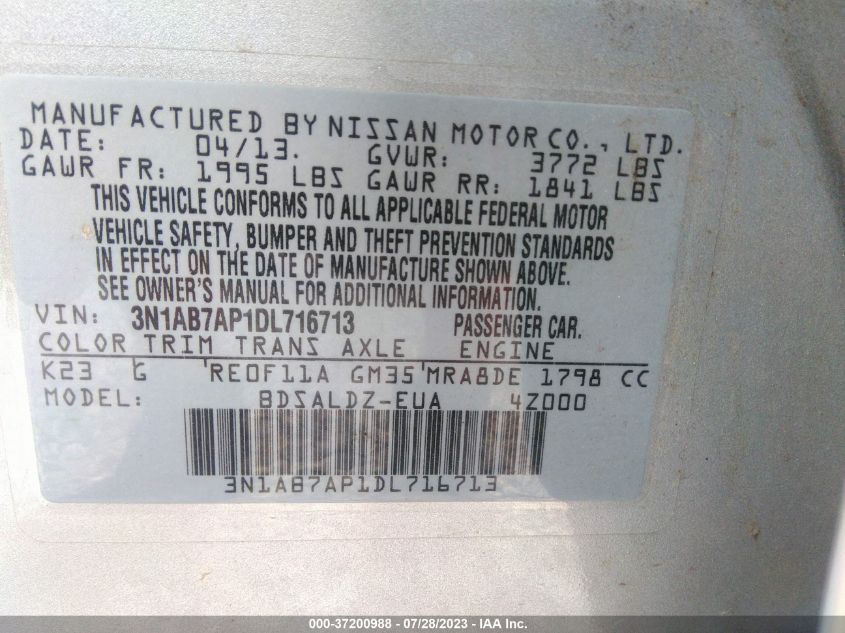 MANUFACTURED BY NISSAN MOTOR CO., LTD.
DATE: 04/13. GVWR: 3772 LBS
GAWR FR: 1995 LBS GAWR RR: 1841 LBS
THIS VEHICLE CONFORMS TO ALL APPLICABLE FEDERAL MOTOR
VEHICLE SAFETY, BUMPER AND THEFT PREVENTION STANDARDS
IN EFFECT ON THE DATE OF MANUFACTURE SHOWN ABOVE.
SEE OWNER'S MANUAL FOR ADDITIONAL INFORMATION.
VIN: 3N1AB7AP1DL716713 PASSENGER CAR.
COLOR TRIM TRANS AXLE ENGINE
K23 G RE0F11A GM35 MRA8DE 1798 CC
MODEL: BDSALDZ-EUA 4Z000
3N1AB7AP1DL716713
000-37200988 - 07/28/2023 - IAA Inc.